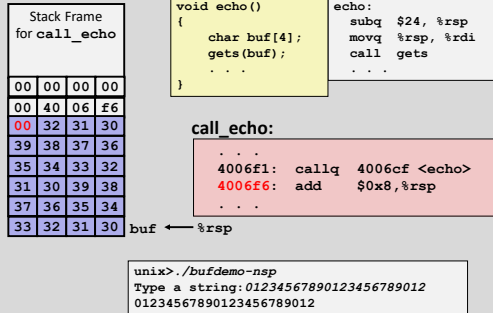 Stack Frame
for call_echo
00 00 00 00
00 40 06 f6
00 32 31 30
39 38 37 36
35 34 33 32
31 30 39 38
37 36 35 34
33 32 31 30 buf ← %rsp
void echo()
{
    char buf[4];
    gets(buf);
    . . .
}
echo:
  subq  $24, %rsp
  movq  %rsp, %rdi
  call  gets
  . . .
call_echo:
. . .
4006f1:  callq  4006cf <echo>
4006f6:  add    $0x8,%rsp
. . .
unix>./bufdemo-nsp
Type a string:01234567890123456789012
01234567890123456789012